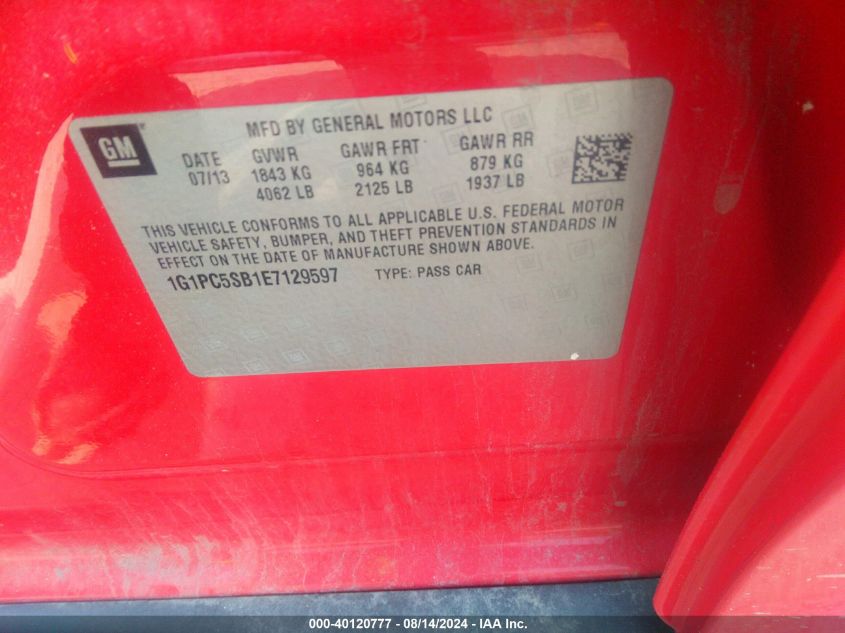 GM
MFD BY GENERAL MOTORS LLC
DATE GVWR GAWR FRT GAWR RR
07/13 1843 KG 964 KG 879 KG
4062 LB 2125 LB 1937 LB
THIS VEHICLE CONFORMS TO ALL APPLICABLE U.S. FEDERAL MOTOR
VEHICLE SAFETY, BUMPER, AND THEFT PREVENTION STANDARDS IN
EFFECT ON THE DATE OF MANUFACTURE SHOWN ABOVE.
1G1PC5SB1E7129597 TYPE: PASS CAR
000-40120777 - 08/14/2024 - IAA Inc.